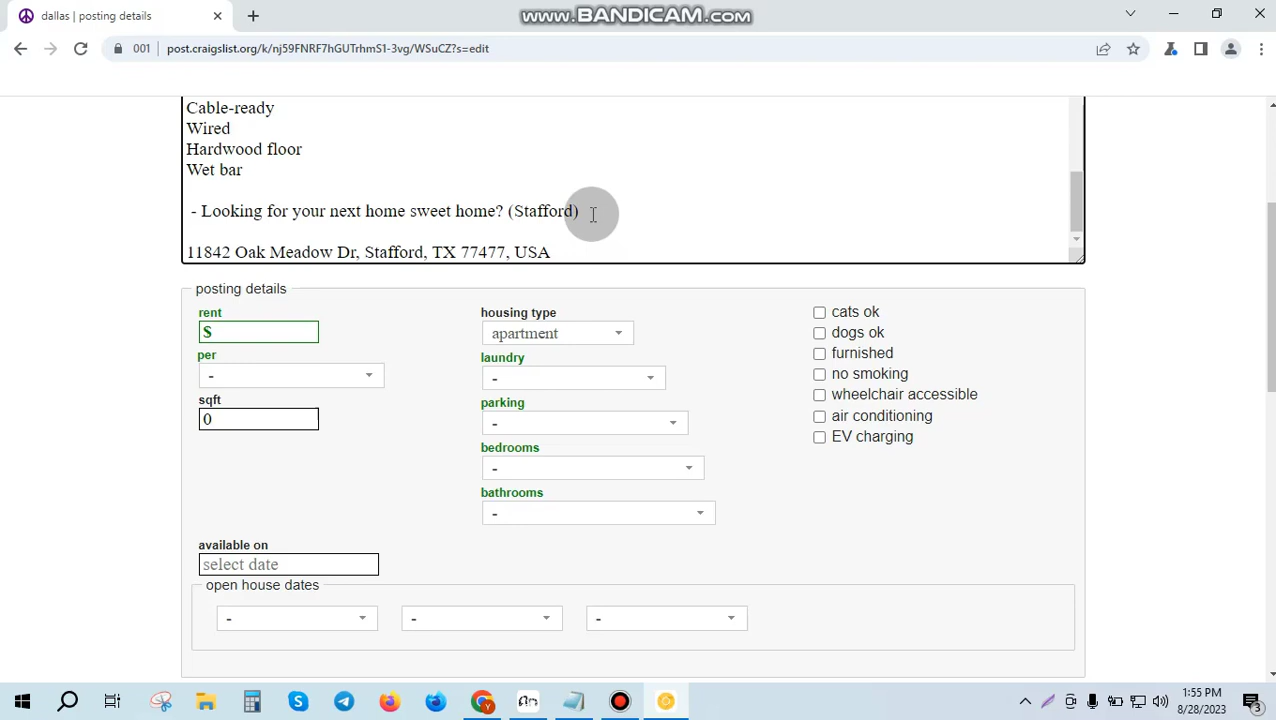 dallas | posting details
www.BANDICAM.com
001
post.craigslist.org/k/nj59FNRF7hGUTrhmS1-3vg/WSuCZ?s=edit
Cable-ready
Wired
Hardwood floor
Wet bar
- Looking for your next home sweet home? (Stafford)
11842 Oak Meadow Dr, Stafford, TX 77477, USA
posting details
rent
$
per
-
sqft
0
housing type
apartment
laundry
-
parking
-
bedrooms
-
bathrooms
-
cats ok
dogs ok
furnished
no smoking
wheelchair accessible
air conditioning
EV charging
available on
select date
open house dates
-
-
-
1:55 PM
8/28/2023
3